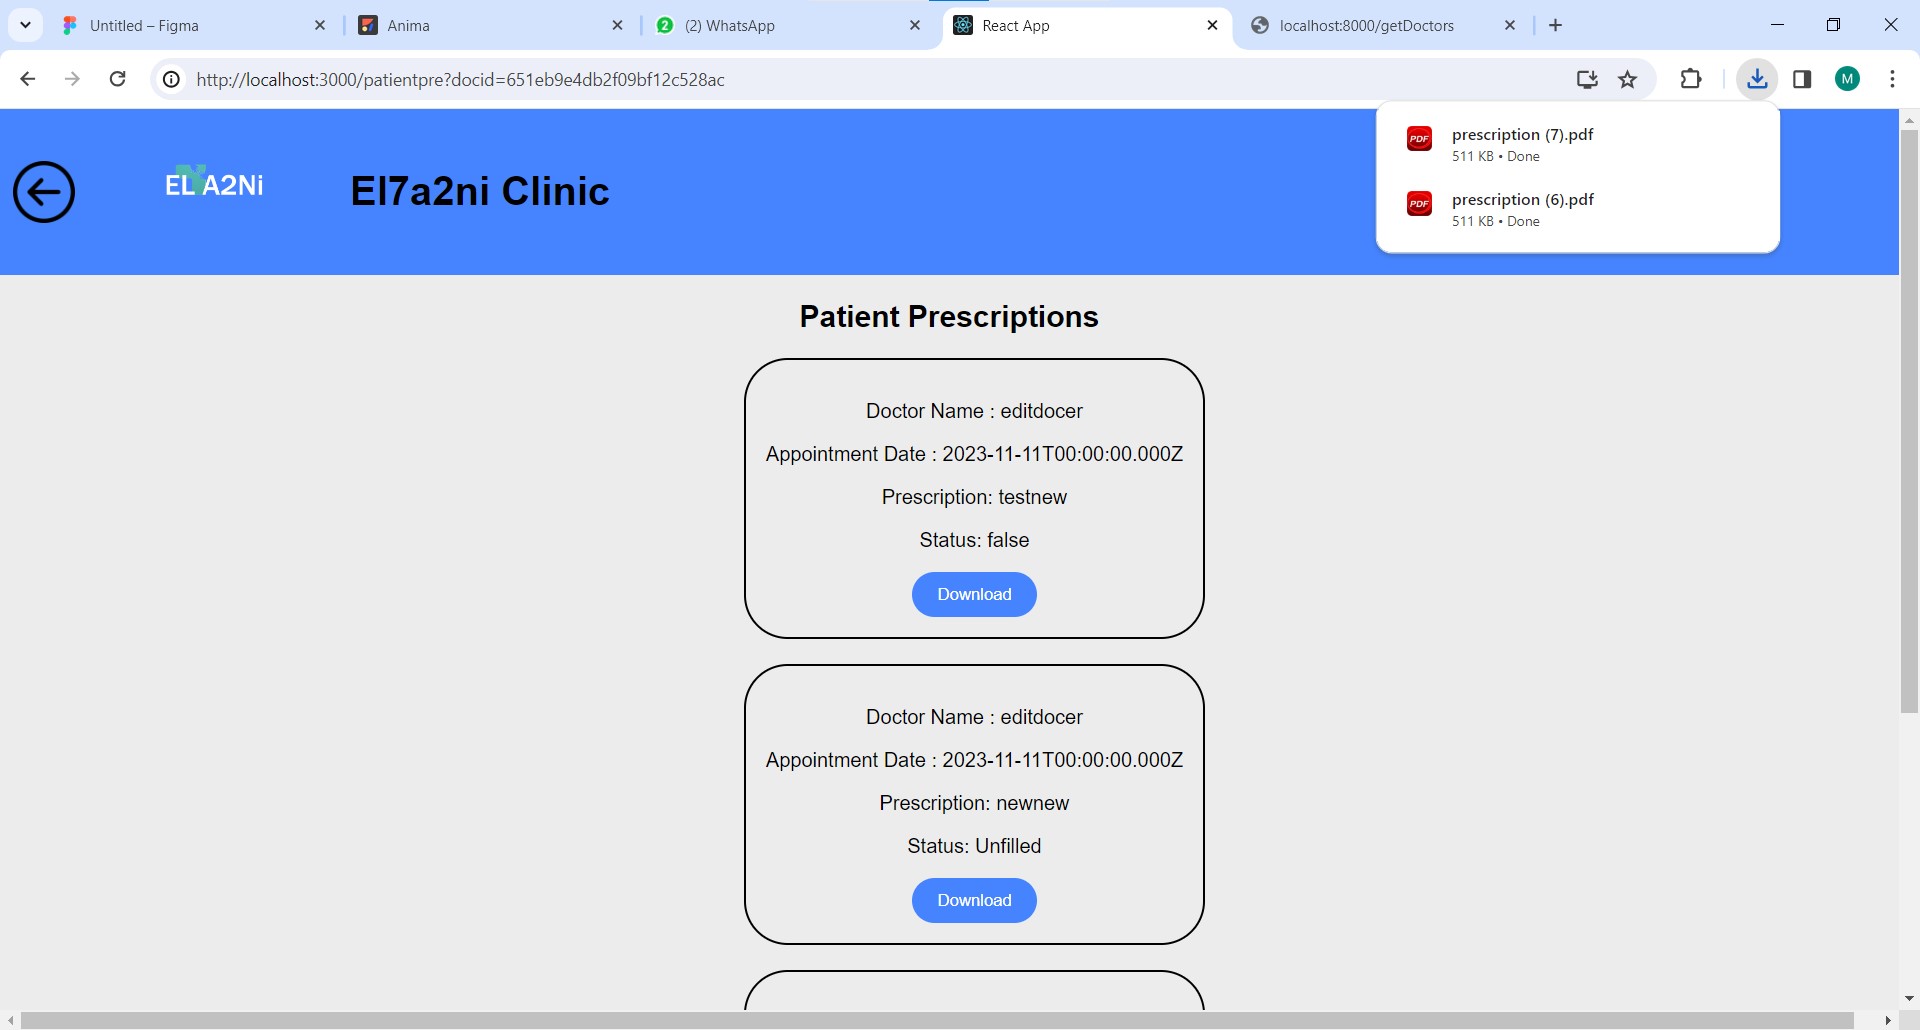 Untitled – Figma
Anima
2
(2) WhatsApp
React App
localhost:8000/getDoctors
http://localhost:3000/patientpre?docid=651eb9e4db2f09bf12c528ac
M
PDF
prescription (7).pdf
511 KB • Done
PDF
prescription (6).pdf
511 KB • Done
EL A2Ni
El7a2ni Clinic
Patient Prescriptions
Doctor Name : editdocer
Appointment Date : 2023-11-11T00:00:00.000Z
Prescription: testnew
Status: false
Download
Doctor Name : editdocer
Appointment Date : 2023-11-11T00:00:00.000Z
Prescription: newnew
Status: Unfilled
Download